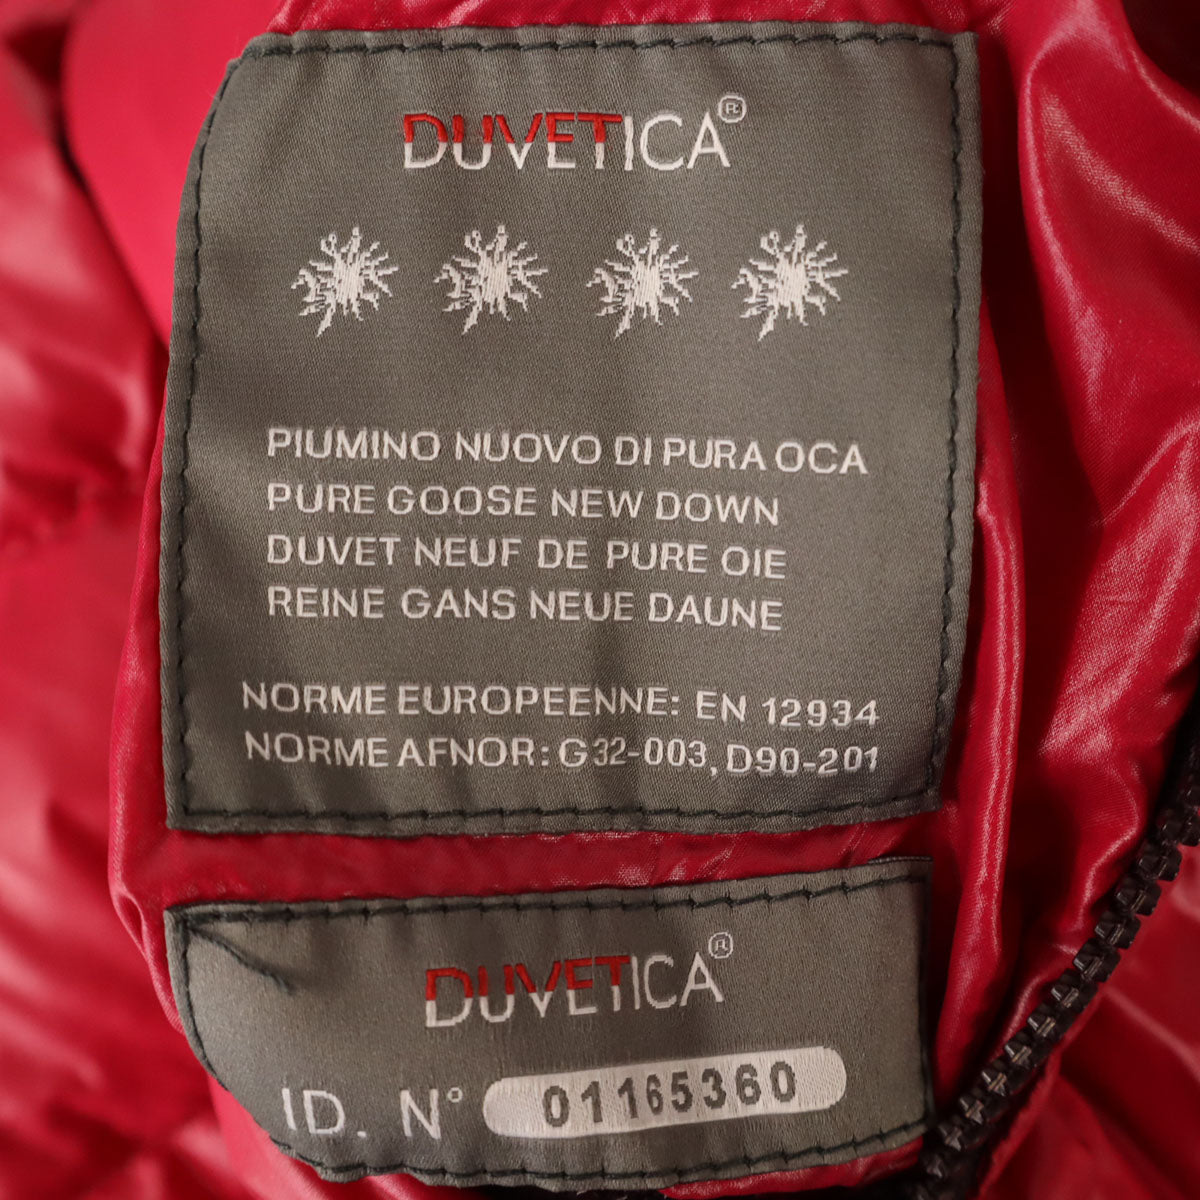 DUVETICA®
PIUMINO NUOVO DI PURA OCA
PURE GOOSE NEW DOWN
DUVET NEUF DE PURE OIE
REINE GANS NEUE DAUNE
NORME EUROPEENNE: EN 12934
NORME AFNOR: G32-003, D90-201
DUVETICA®
ID. N° 01165360